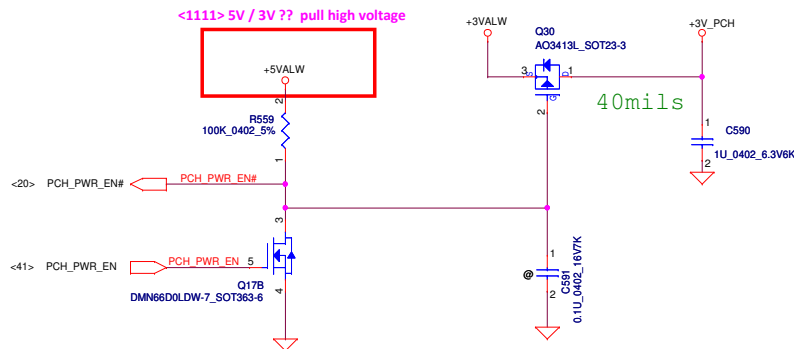 <1111> 5V / 3V ?? pull high voltage
+5VALW
2
R559
100K_0402_5%
1
<20> PCH_PWR_EN# PCH_PWR_EN#
3
<41> PCH_PWR_EN PCH_PWR_EN 5
Q17B
DMN66D0LDW-7_SOT363-6
4
+3VALW
Q30
AO3413L_SOT23-3
+3V_PCH
3 S D 1
G
2
40mils
1
C590
1U_0402_6.3V6K
2
1
@
C591
0.1U_0402_16V7K
2